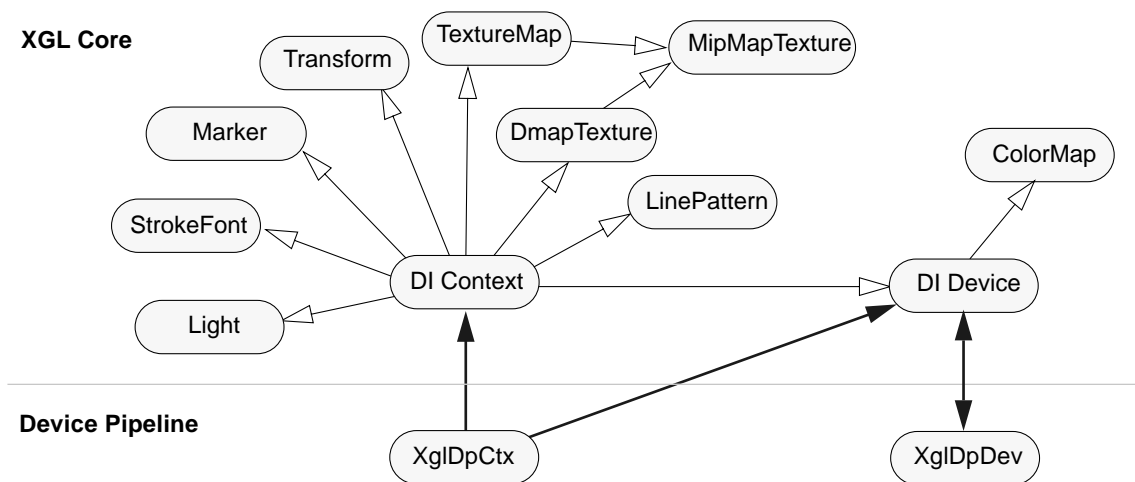 XGL Core
TextureMap
MipMapTexture
Transform
Marker
DmapTexture
ColorMap
LinePattern
StrokeFont
DI Context
DI Device
Light
Device Pipeline
XglDpCtx
XglDpDev